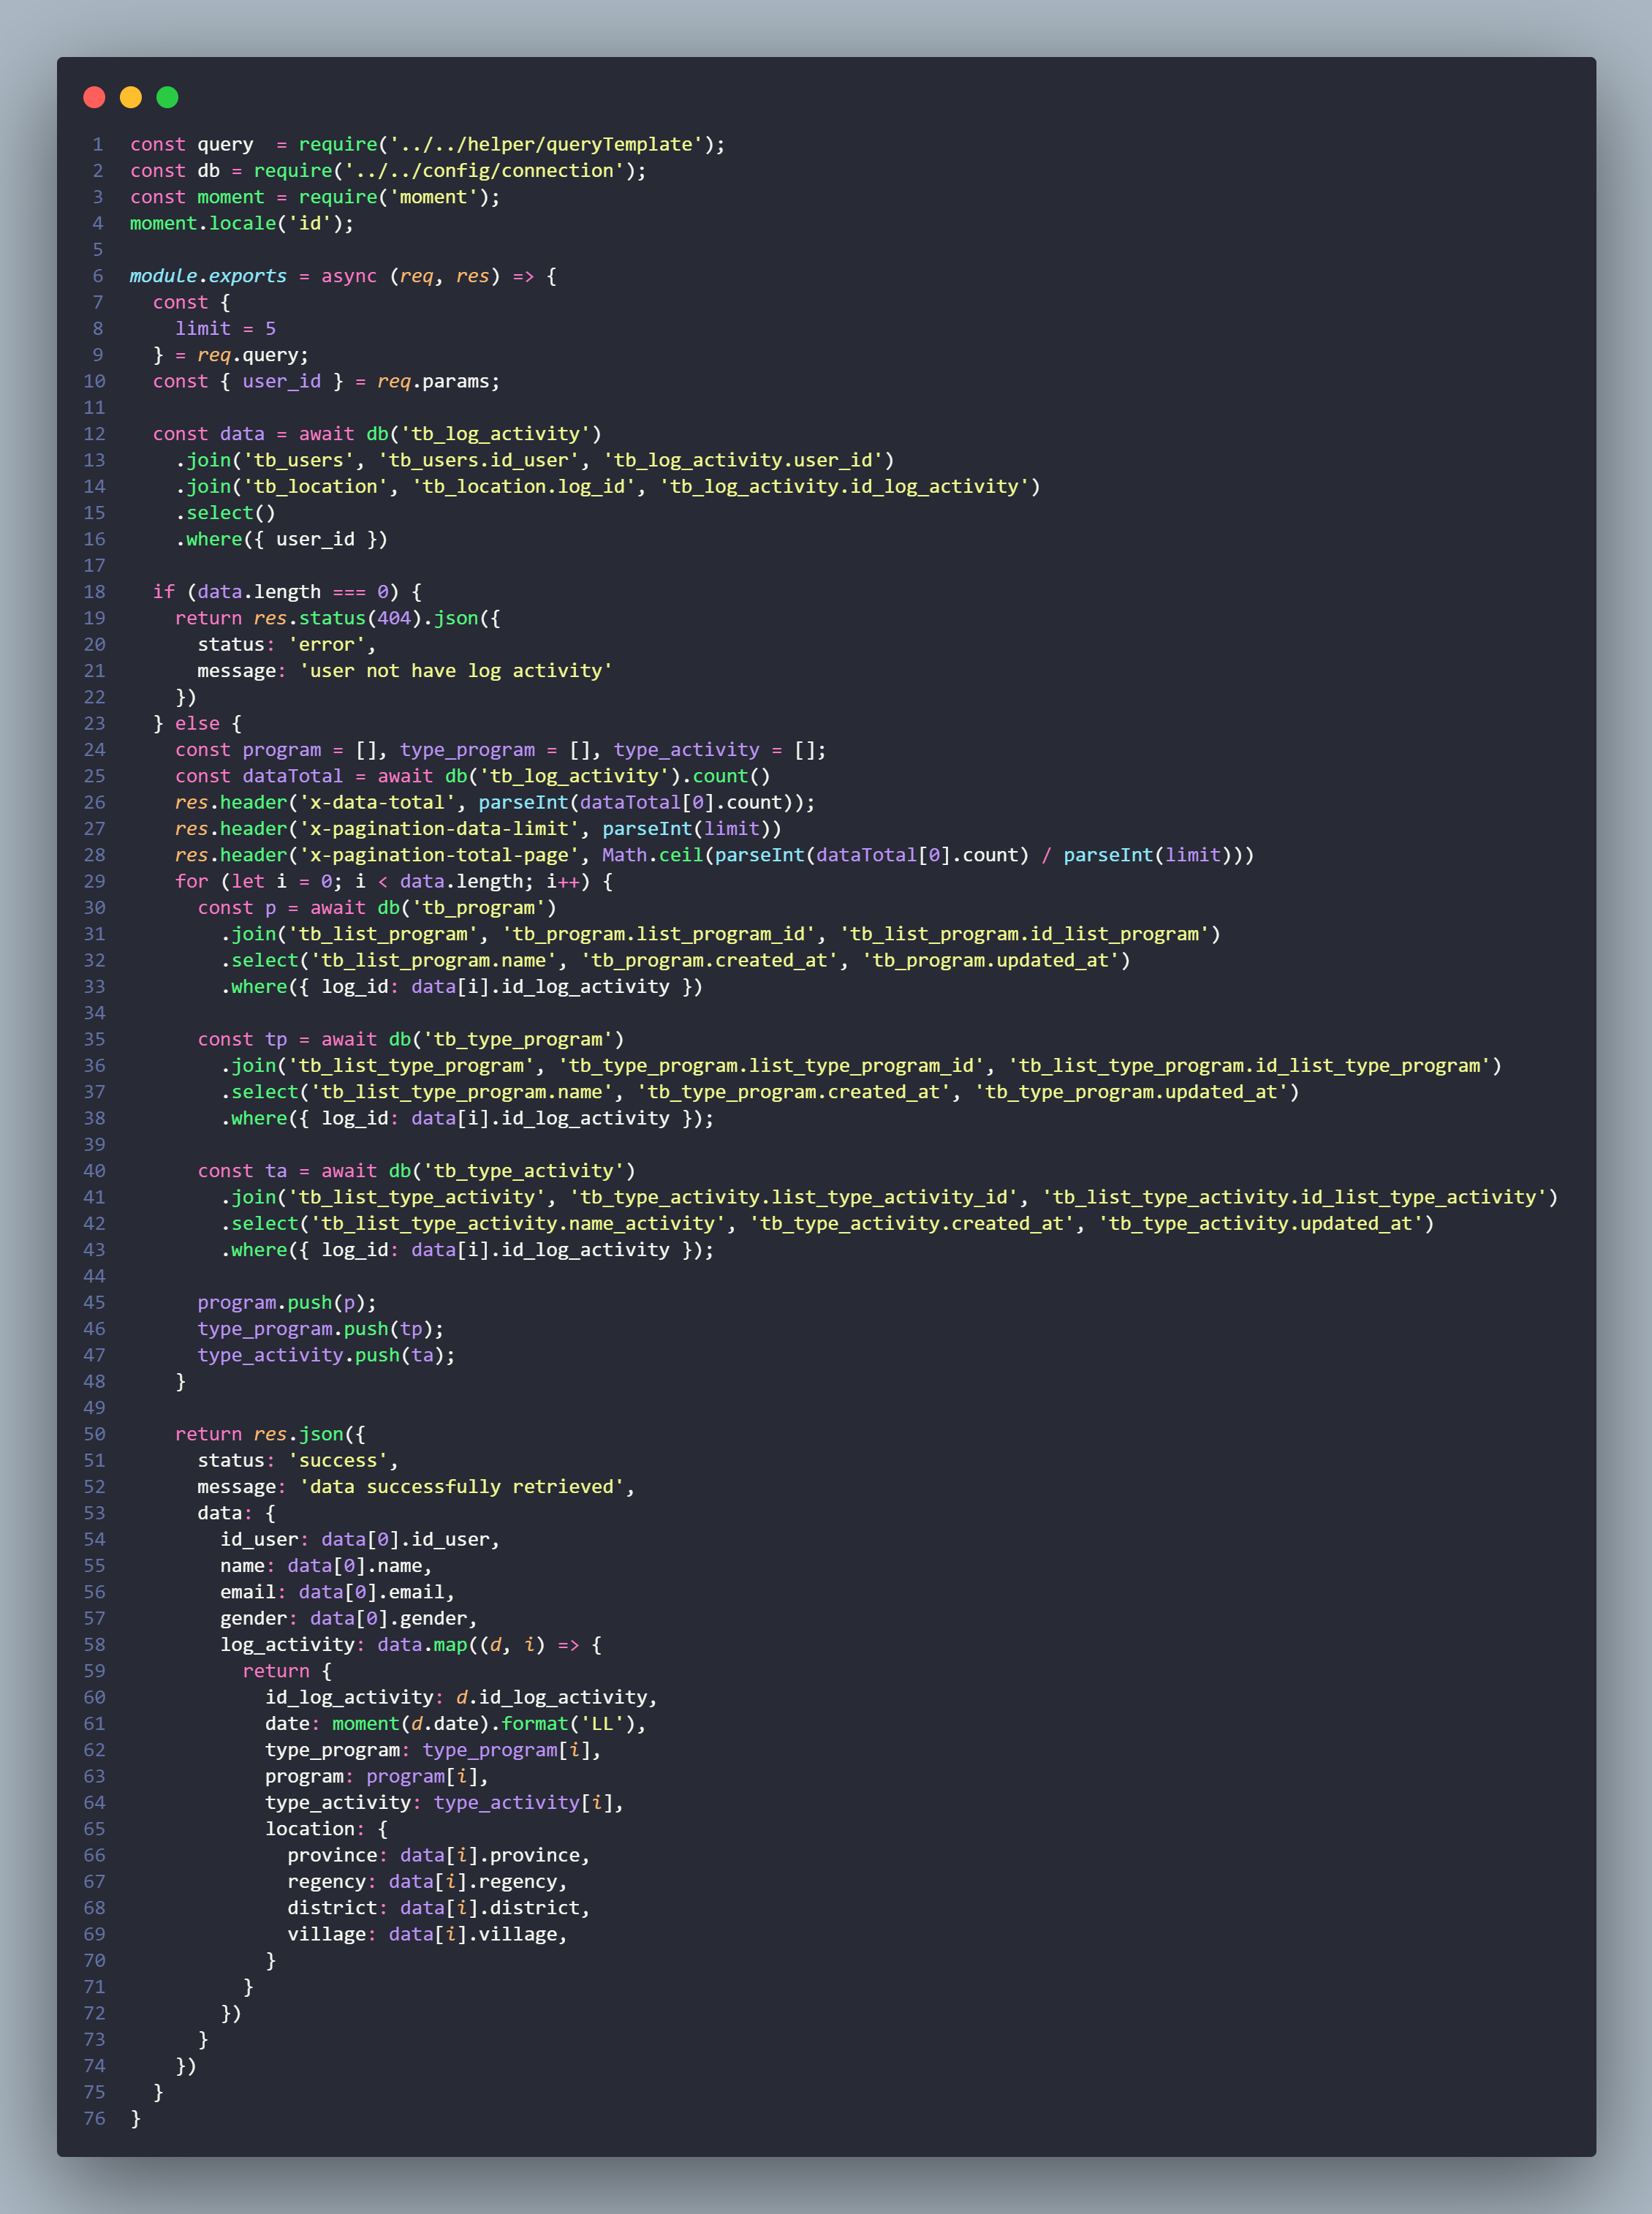 1 const query  = require('../../helper/queryTemplate');
2 const db = require('../../config/connection');
3 const moment = require('moment');
4 moment.locale('id');
5
6 module.exports = async (req, res) => {
7   const {
8     limit = 5
9   } = req.query;
10   const { user_id } = req.params;
11
12   const data = await db('tb_log_activity')
13     .join('tb_users', 'tb_users.id_user', 'tb_log_activity.user_id')
14     .join('tb_location', 'tb_location.log_id', 'tb_log_activity.id_log_activity')
15     .select()
16     .where({ user_id })
17
18   if (data.length === 0) {
19     return res.status(404).json({
20       status: 'error',
21       message: 'user not have log activity'
22     })
23   } else {
24     const program = [], type_program = [], type_activity = [];
25     const dataTotal = await db('tb_log_activity').count()
26     res.header('x-data-total', parseInt(dataTotal[0].count));
27     res.header('x-pagination-data-limit', parseInt(limit))
28     res.header('x-pagination-total-page', Math.ceil(parseInt(dataTotal[0].count) / parseInt(limit)))
29     for (let i = 0; i < data.length; i++) {
30       const p = await db('tb_program')
31         .join('tb_list_program', 'tb_program.list_program_id', 'tb_list_program.id_list_program')
32         .select('tb_list_program.name', 'tb_program.created_at', 'tb_program.updated_at')
33         .where({ log_id: data[i].id_log_activity })
34
35       const tp = await db('tb_type_program')
36         .join('tb_list_type_program', 'tb_type_program.list_type_program_id', 'tb_list_type_program.id_list_type_program')
37         .select('tb_list_type_program.name', 'tb_type_program.created_at', 'tb_type_program.updated_at')
38         .where({ log_id: data[i].id_log_activity });
39
40       const ta = await db('tb_type_activity')
41         .join('tb_list_type_activity', 'tb_type_activity.list_type_activity_id', 'tb_list_type_activity.id_list_type_activity')
42         .select('tb_list_type_activity.name_activity', 'tb_type_activity.created_at', 'tb_type_activity.updated_at')
43         .where({ log_id: data[i].id_log_activity });
44
45       program.push(p);
46       type_program.push(tp);
47       type_activity.push(ta);
48     }
49
50     return res.json({
51       status: 'success',
52       message: 'data successfully retrieved',
53       data: {
54         id_user: data[0].id_user,
55         name: data[0].name,
56         email: data[0].email,
57         gender: data[0].gender,
58         log_activity: data.map((d, i) => {
59           return {
60             id_log_activity: d.id_log_activity,
61             date: moment(d.date).format('LL'),
62             type_program: type_program[i],
63             program: program[i],
64             type_activity: type_activity[i],
65             location: {
66               province: data[i].province,
67               regency: data[i].regency,
68               district: data[i].district,
69               village: data[i].village,
70             }
71           }
72         })
73       }
74     })
75   }
76 }